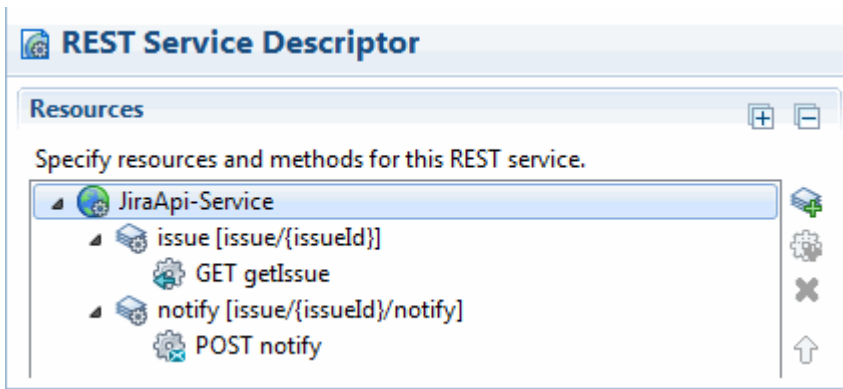 REST Service Descriptor
Resources
Specify resources and methods for this REST service.
JiraApi-Service
issue [issue/{issueId}]
GET getIssue
notify [issue/{issueId}/notify]
POST notify